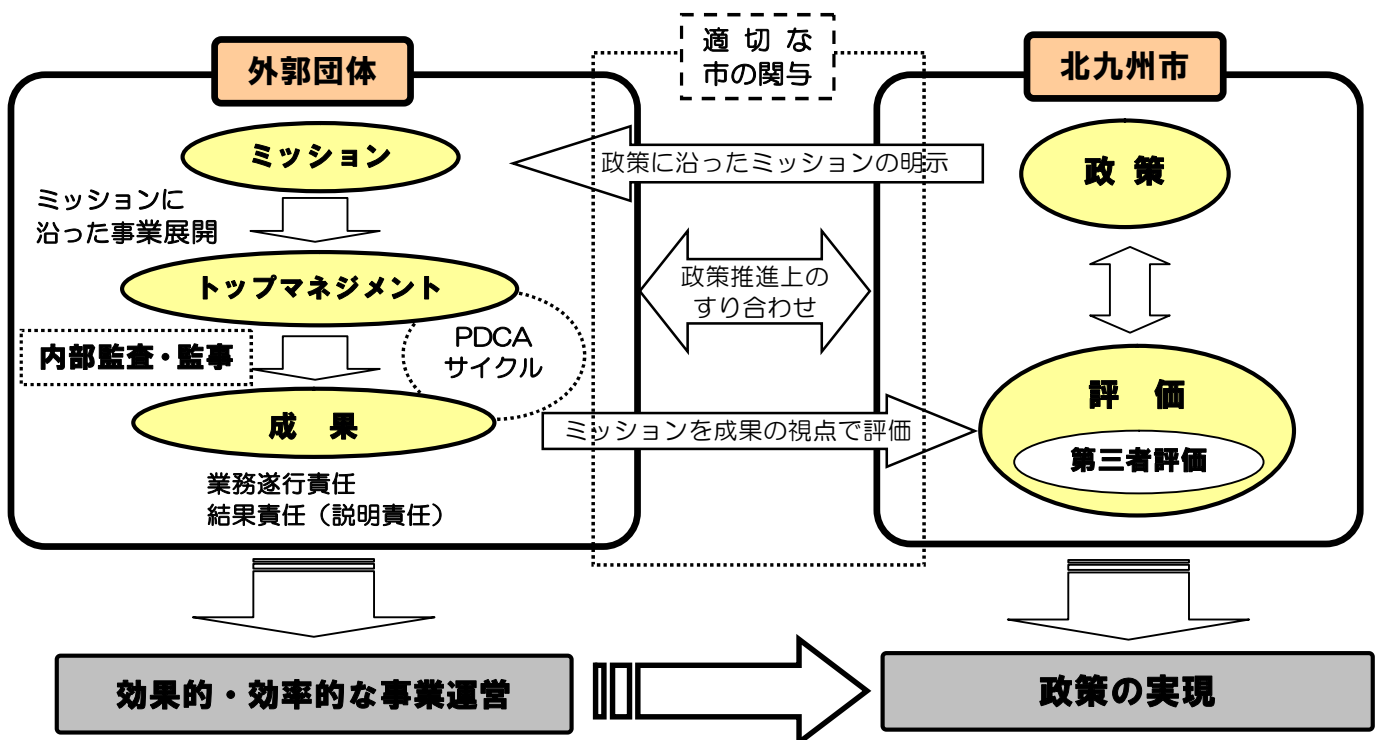 適切な
市の関与
外郭団体
北九州市
ミッション
政策に沿ったミッションの明示
政策
ミッションに
沿った事業展開
トップマネジメント
政策推進上の
すり合わせ
内部監査・監事
PDCA
サイクル
評価
成果
ミッションを成果の視点で評価
第三者評価
業務遂行責任
結果責任（説明責任）
効果的・効率的な事業運営
政策の実現